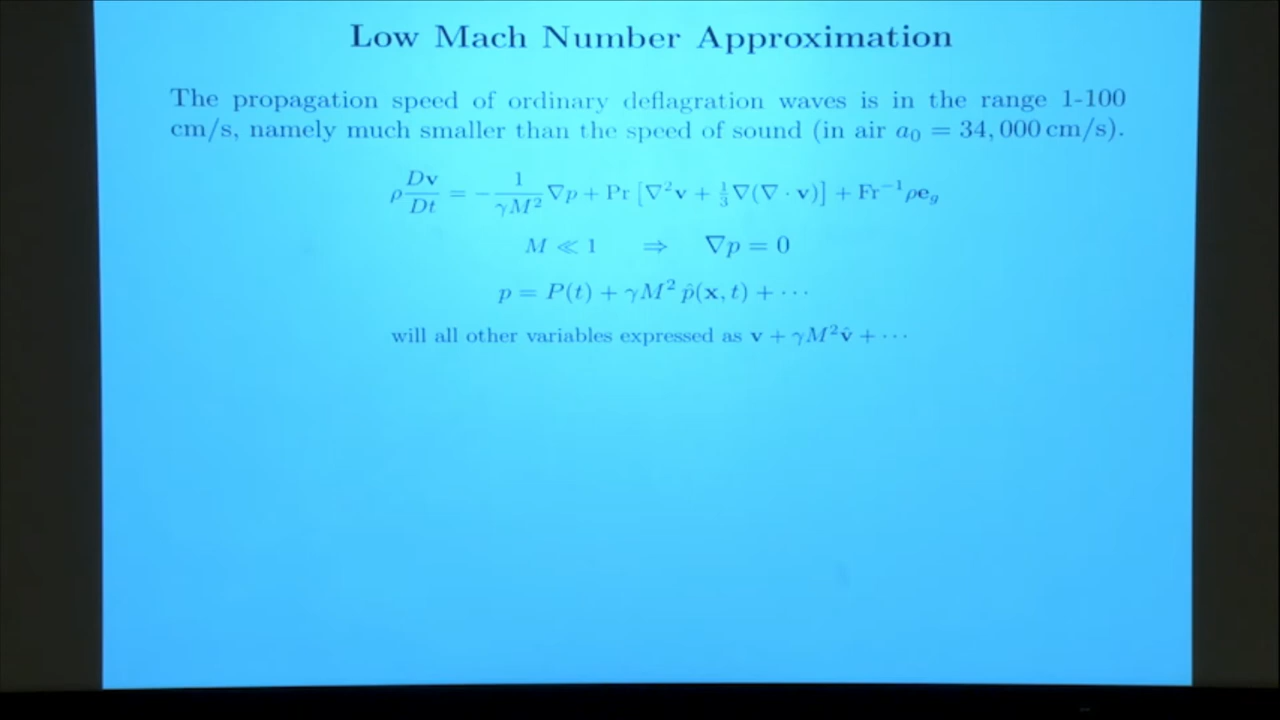 Low Mach Number Approximation
The propagation speed of ordinary deflagration waves is in the range 1-100
cm/s, namely much smaller than the speed of sound (in air a₀ = 34,000 cm/s).
ρ Dv/Dt = − 1/(γM²) ∇p + Pr [∇²v + ⅓∇(∇ · v)] + Fr⁻¹ρe_g
M ≪ 1 ⇒ ∇p = 0
p = P(t) + γM² p̂(x, t) + ···
will all other variables expressed as v + γM²v̂ + ···